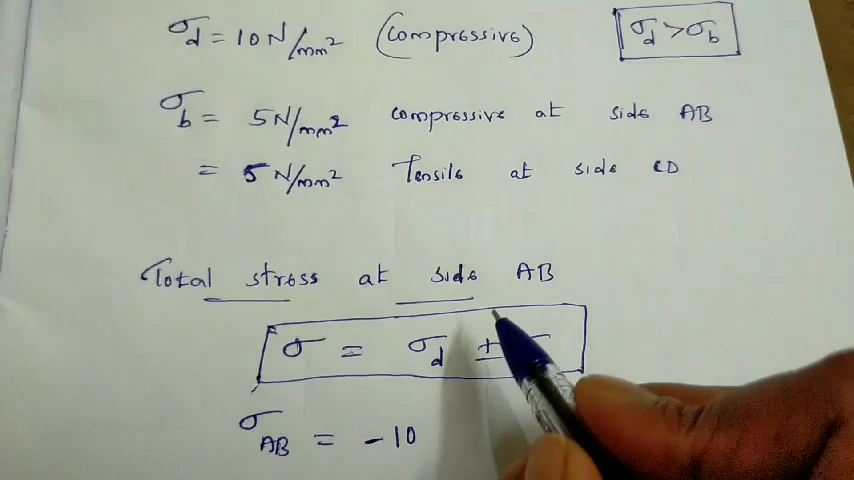 σd = 10 N/mm² (compressive) σd > σb
σb = 5 N/mm² compressive at side AB
= 5 N/mm² Tensile at side CD
Total stress at side AB
σ = σd ± σ
σAB = -10